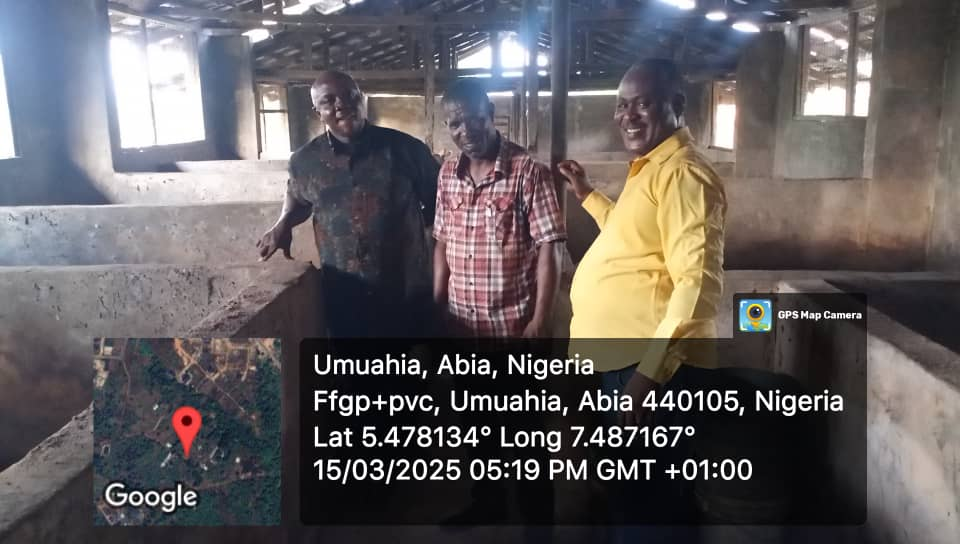 GPS Map Camera
Umuahia, Abia, Nigeria
Ffgp+pvc, Umuahia, Abia 440105, Nigeria
Lat 5.478134° Long 7.487167°
15/03/2025 05:19 PM GMT +01:00
Google